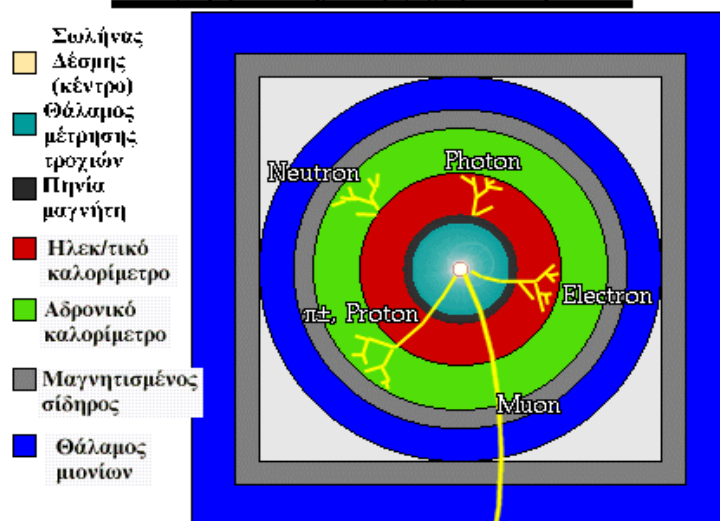 Σωλήνας
Δέσμης
(κέντρο)
Θάλαμος
μέτρησης
τροχιών
Πηνία
μαγνήτη
Ηλεκ/τικό
καλορίμετρο
Αδρονικό
καλορίμετρο
Μαγνητισμένος
σίδηρος
Θάλαμος
μιονίων
Neutron
Photon
Electron
π±, Proton
Muon